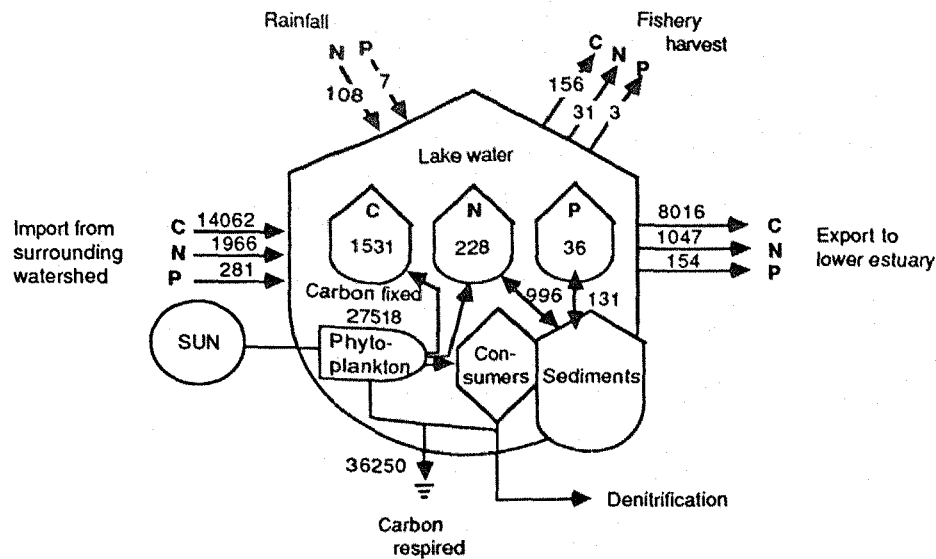 Rainfall
N P
108 7
Fishery
harvest
C N P
156 31 3
Lake water
Import from
surrounding
watershed
C 14062
N 1966
P 281
C
1531
N
228
P
36
8016 C
1047 N
154 P
Export to
lower estuary
Carbon fixed
27518
996 131
SUN
Phyto-
plankton
Con-
sumers
Sediments
36250
Carbon
respired
Denitrification